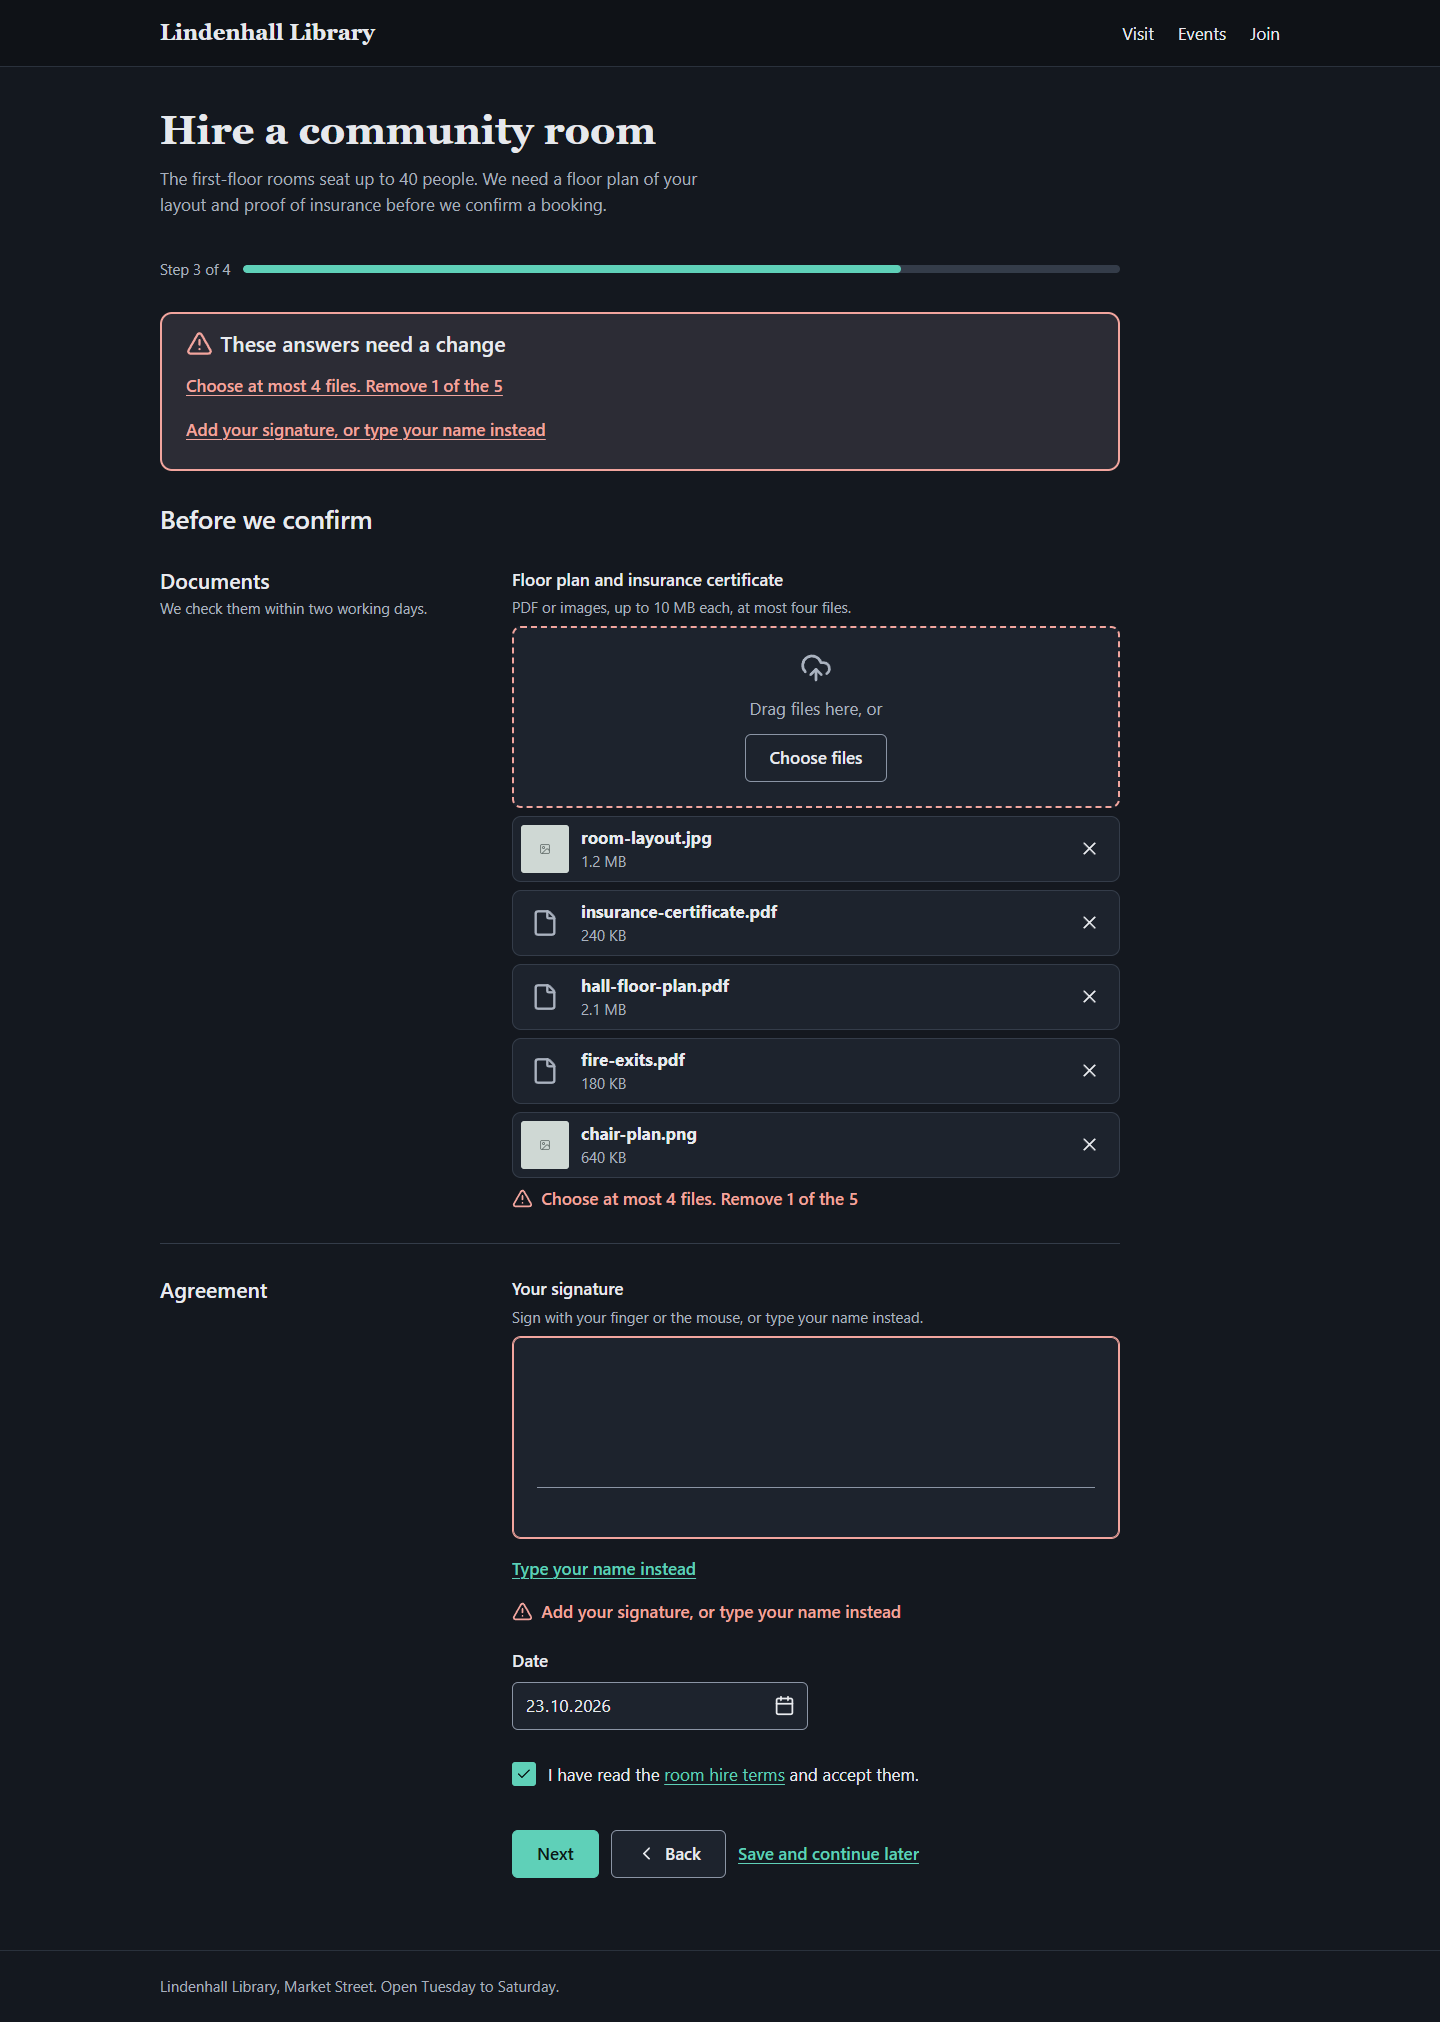 Lindenhall Library
Visit
Events
Join
Hire a community room
The first-floor rooms seat up to 40 people. We need a floor plan of your
layout and proof of insurance before we confirm a booking.
Step 3 of 4
These answers need a change
Choose at most 4 files. Remove 1 of the 5
Add your signature, or type your name instead
Before we confirm
Documents
We check them within two working days.
Floor plan and insurance certificate
PDF or images, up to 10 MB each, at most four files.
Drag files here, or
Choose files
room-layout.jpg
1.2 MB
insurance-certificate.pdf
240 KB
hall-floor-plan.pdf
2.1 MB
fire-exits.pdf
180 KB
chair-plan.png
640 KB
Choose at most 4 files. Remove 1 of the 5
Agreement
Your signature
Sign with your finger or the mouse, or type your name instead.
Type your name instead
Add your signature, or type your name instead
Date
23.10.2026
I have read the room hire terms and accept them.
Next
Back
Save and continue later
Lindenhall Library, Market Street. Open Tuesday to Saturday.